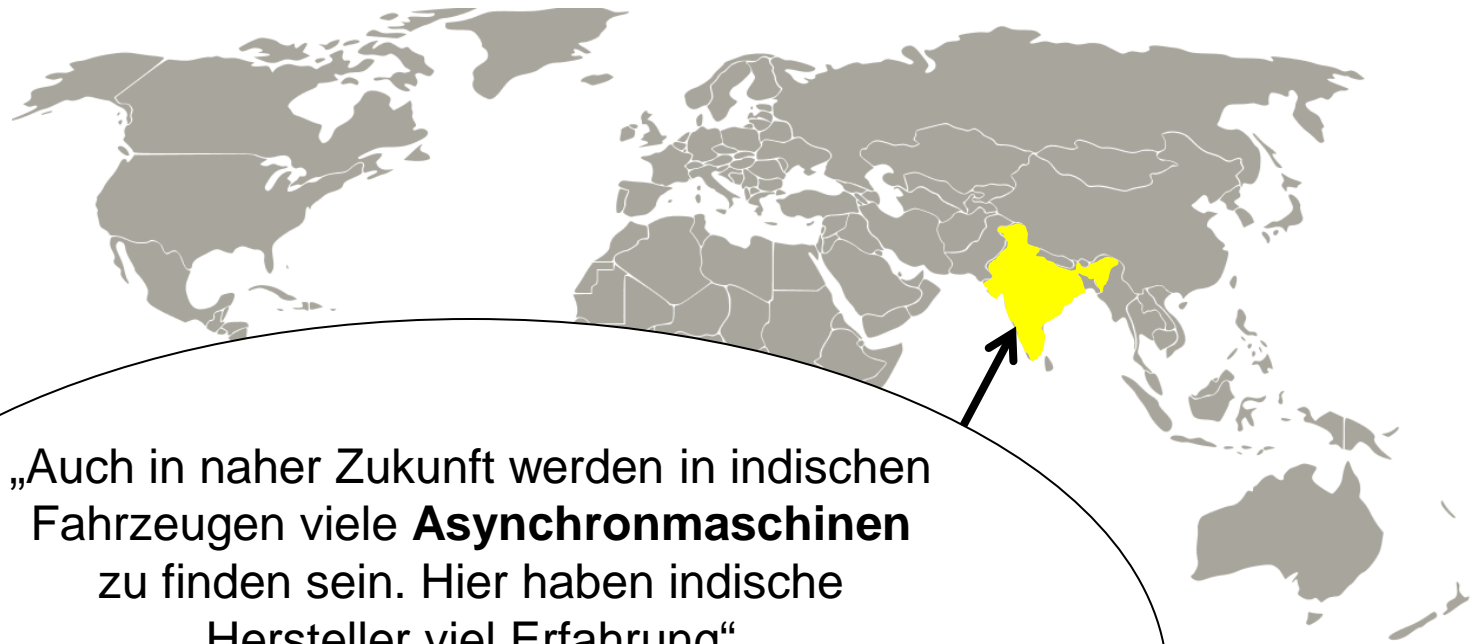 „Auch in naher Zukunft werden in indischen
Fahrzeugen viele Asynchronmaschinen
zu finden sein. Hier haben indische
Hersteller viel Erfahrung“